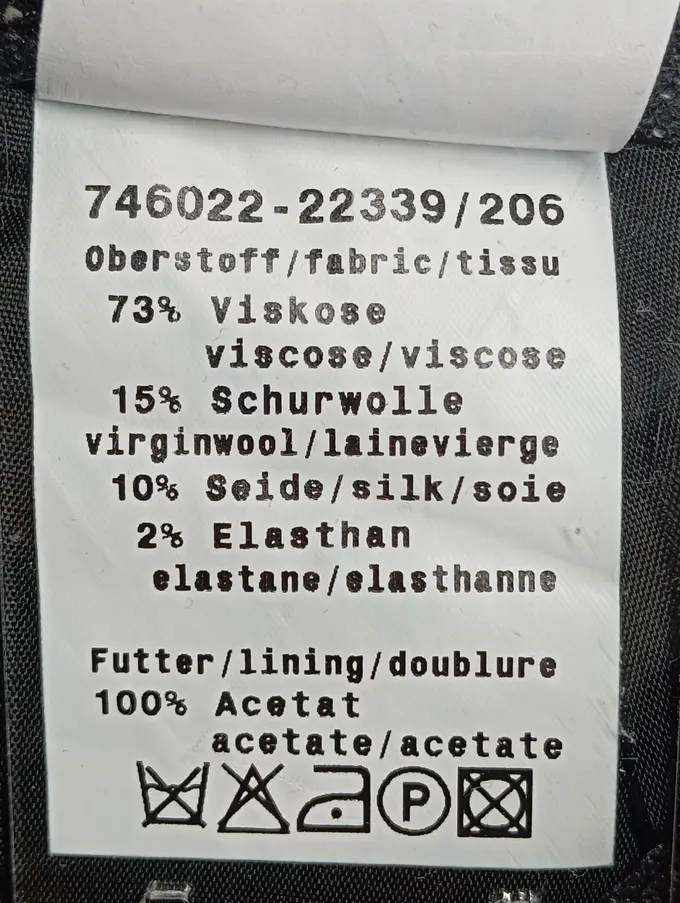 746022-22339/206
Oberstoff/fabric/tissu
73% Viskose
viscose/viscose
15% Schurwolle
virginwool/lainevierge
10% Seide/silk/soie
2% Elasthan
elastane/elasthanne
Futter/lining/doublure
100% Acetat
acetate/acetate
P